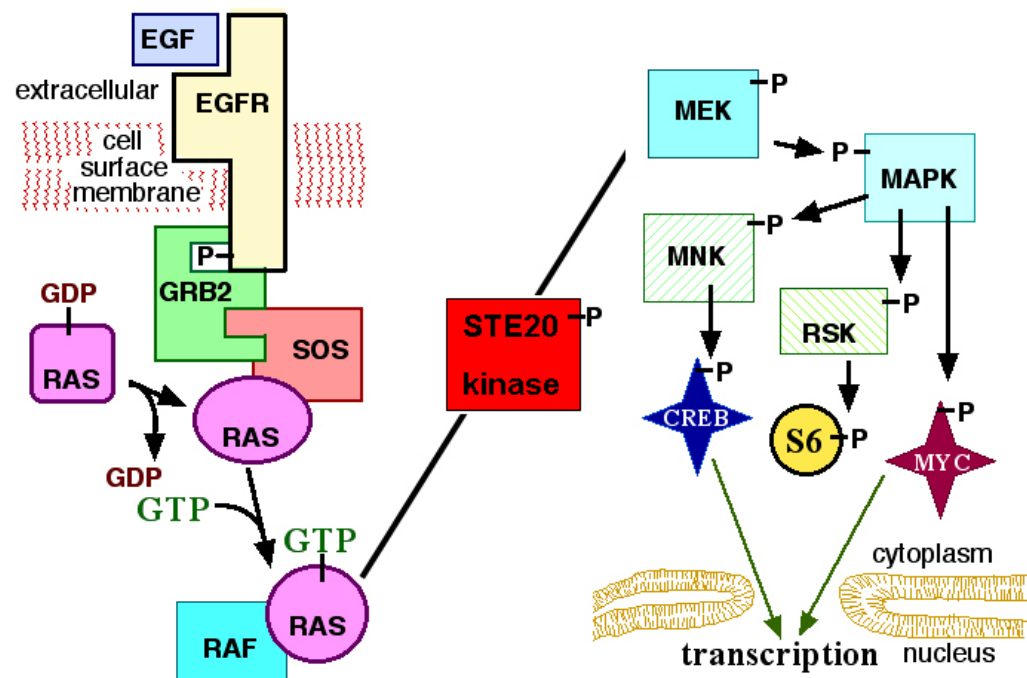 EGF
extracellular
EGFR
cell
surface
membrane
P
GRB2
GDP
RAS
SOS
RAS
GDP
GTP
GTP
RAS
RAF
STE20
kinase
P
MEK
P
P
MAPK
MNK
P
RSK
P
P
CREB
S6
P
P
MYC
cytoplasm
transcription
nucleus